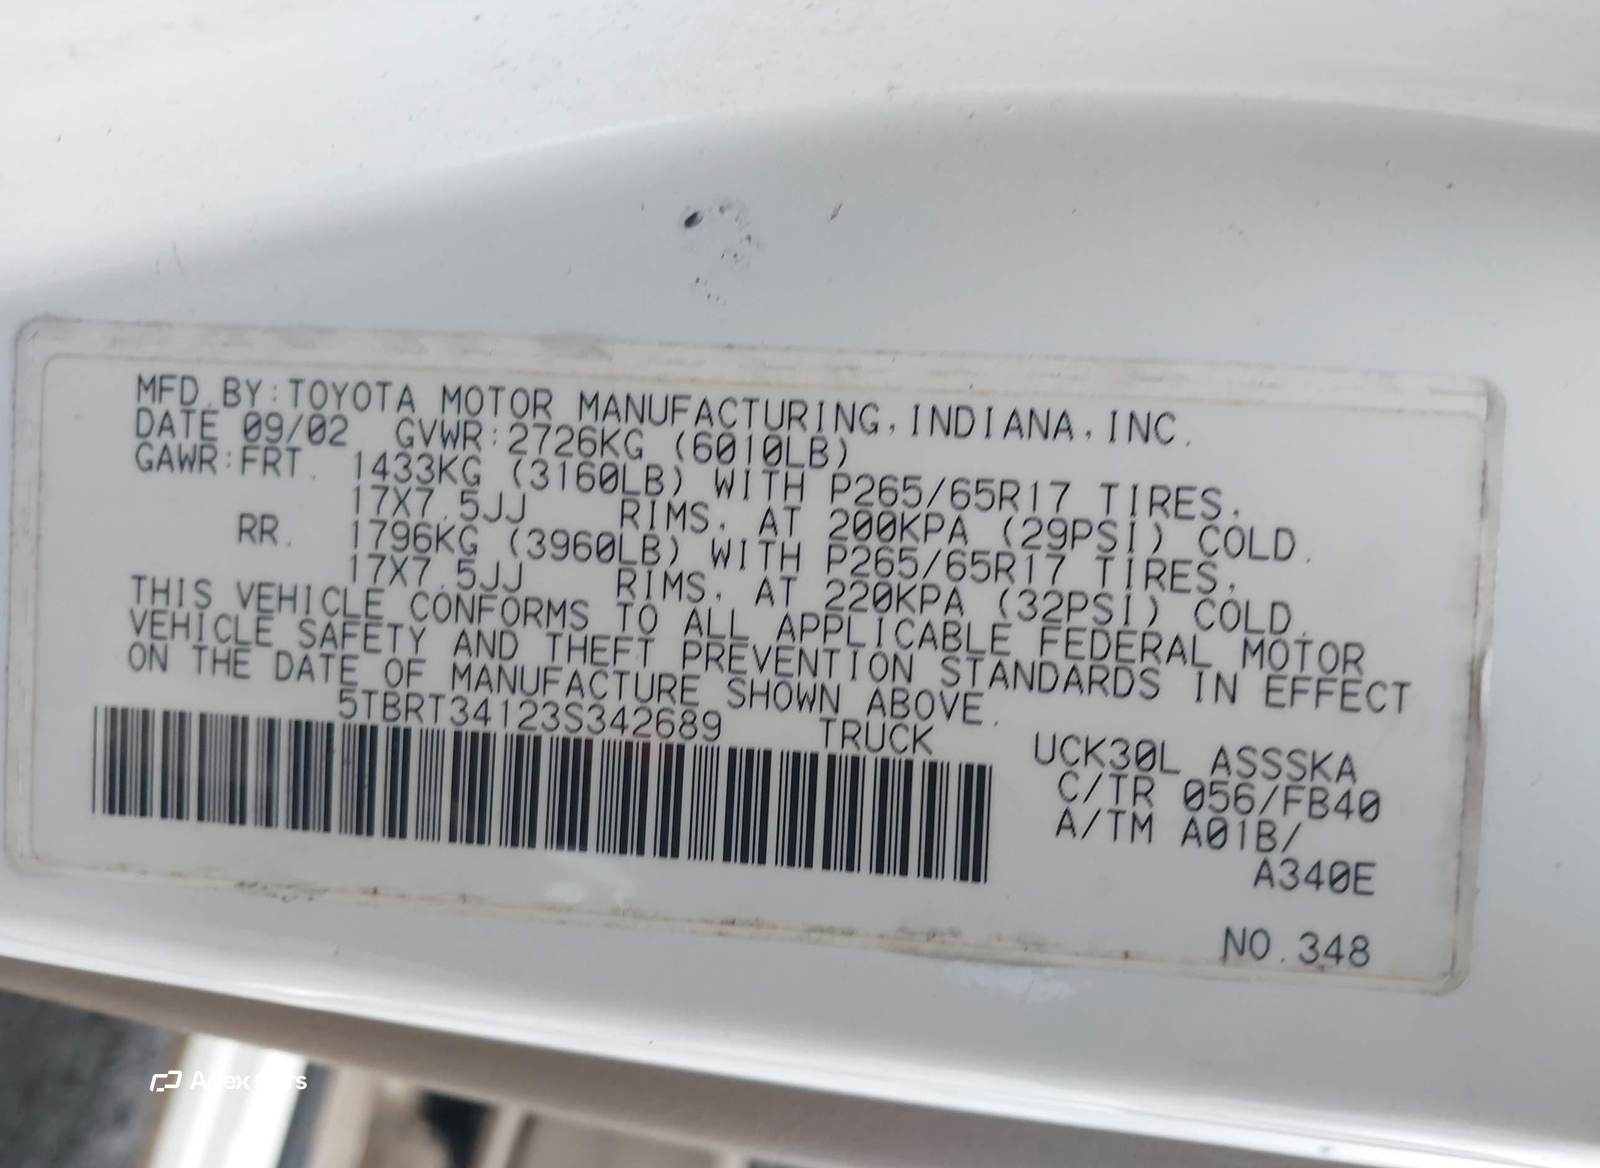 MFD.BY:TOYOTA MOTOR MANUFACTURING,INDIANA,INC.
DATE 09/02 GVWR:2726KG (6010LB)
GAWR:FRT. 1433KG (3160LB) WITH P265/65R17 TIRES,
17X7.5JJ RIMS, AT 200KPA (29PSI) COLD.
RR. 1796KG (3960LB) WITH P265/65R17 TIRES,
17X7.5JJ RIMS, AT 220KPA (32PSI) COLD.
THIS VEHICLE CONFORMS TO ALL APPLICABLE FEDERAL MOTOR
VEHICLE SAFETY AND THEFT PREVENTION STANDARDS IN EFFECT
ON THE DATE OF MANUFACTURE SHOWN ABOVE.
5TBRT34123S342689 TRUCK
UCK30L ASSSKA
C/TR 056/FB40
A/TM A01B/
A340E
NO.348